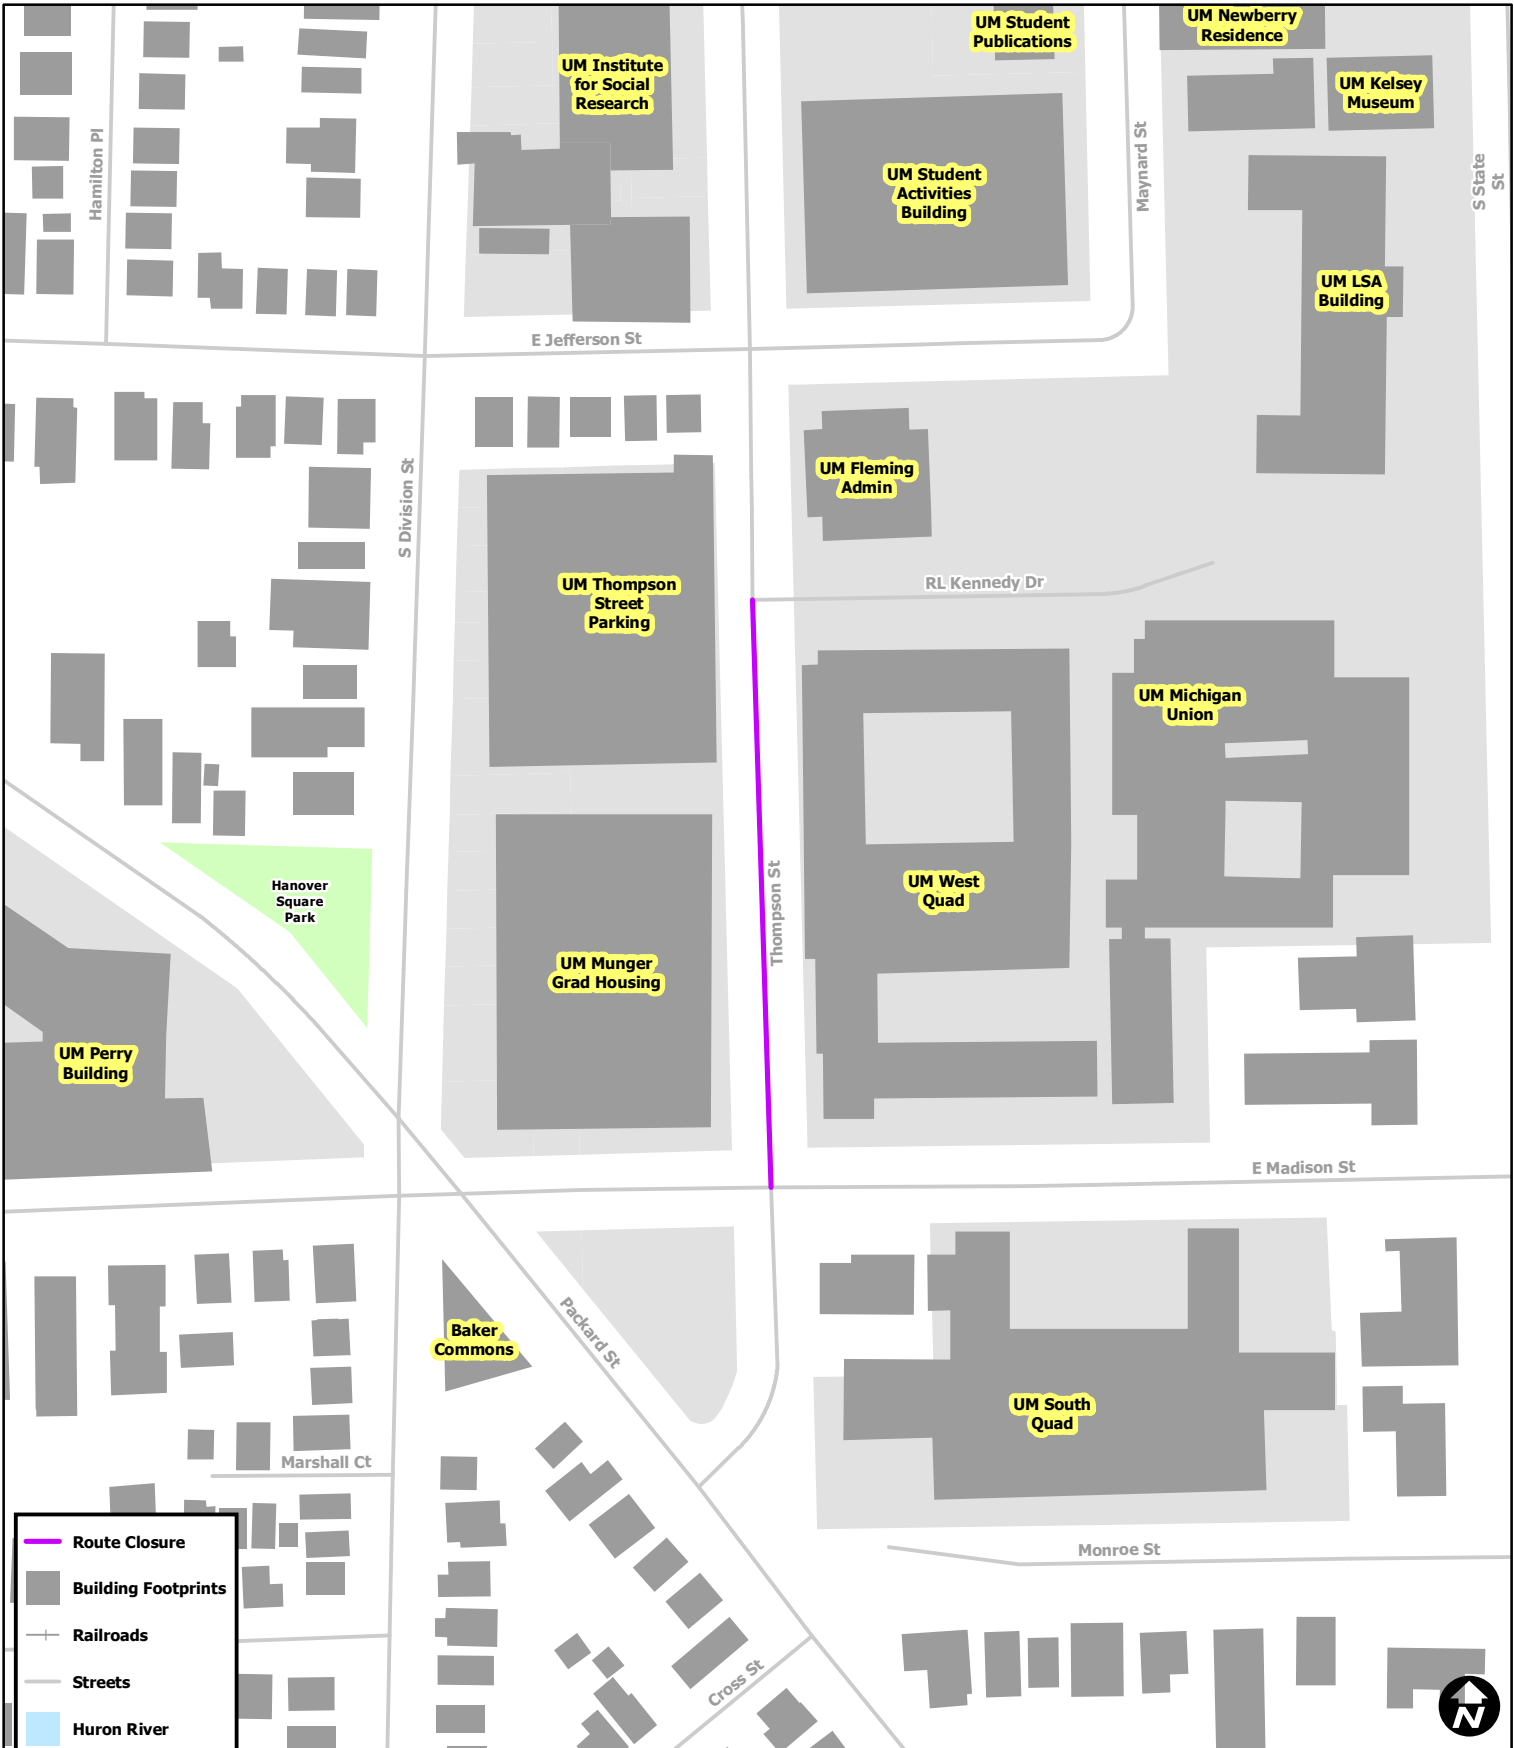 UM Student
Publications
UM Newberry
Residence
UM Institute
for Social
Research
UM Kelsey
Museum
Hamilton Pl
Maynard St
S State
St
UM Student
Activities
Building
UM LSA
Building
E Jefferson St
S Division St
UM Fleming
Admin
UM Thompson
Street
Parking
RL Kennedy Dr
UM Michigan
Union
Hanover
Square
Park
Thompson St
UM West
Quad
UM Munger
Grad Housing
UM Perry
Building
E Madison St
Baker
Commons
Packard St
UM South
Quad
Marshall Ct
Monroe St
Cross St
Route Closure
Building Footprints
Railroads
Streets
Huron River
N